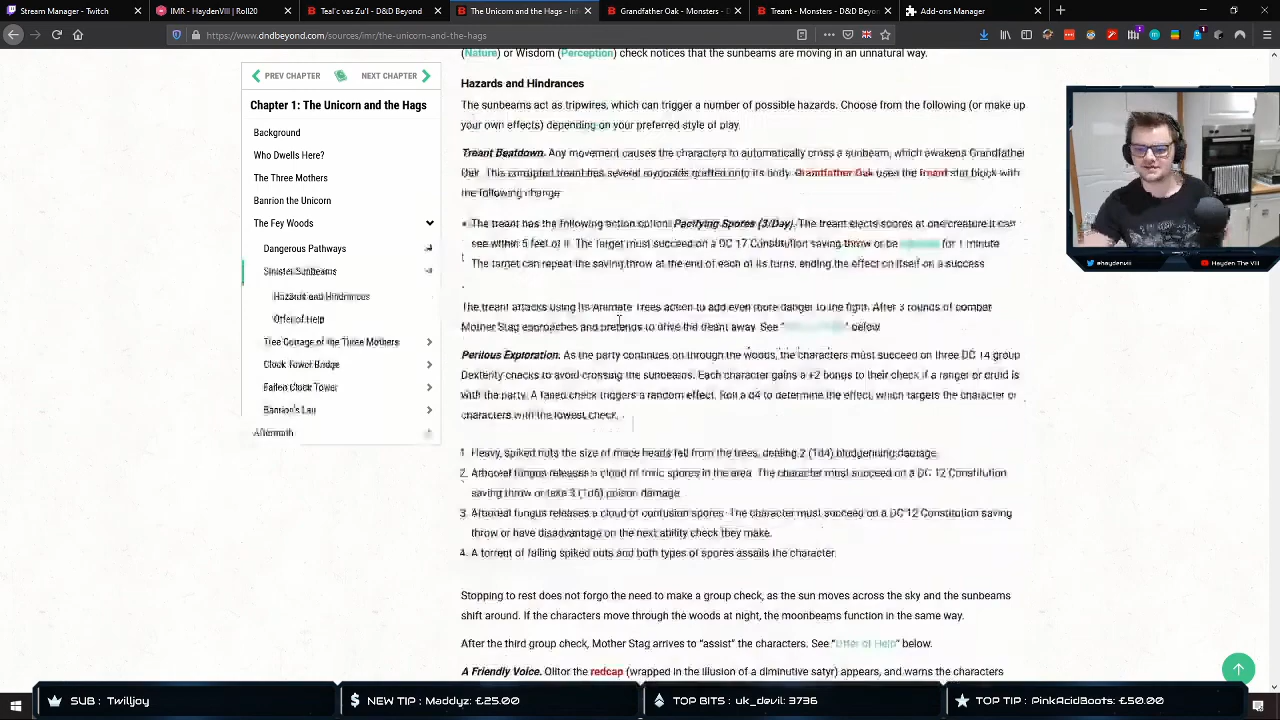 Stream Manager - Twitch
IMR - HaydenVIII | Roll20
Teal'c vas Zu'l - D&D Beyond
The Unicorn and the Hags - Inf
Grandfather Oak - Monsters - D
Treant - Monsters - D&D Beyond
Add-ons Manager
https://www.dndbeyond.com/sources/imr/the-unicorn-and-the-hags
PREV CHAPTER
NEXT CHAPTER
Chapter 1: The Unicorn and the Hags
Background
Who Dwells Here?
The Three Mothers
Banrion the Unicorn
The Fey Woods
Dangerous Pathways
Sinister Sunbeams
Hazards and Hindrances
Offer of Help
Tree Cottage of the Three Mothers
Clock Tower Bridge
Fallen Clock Tower
Banrion's Lair
Aftermath
(Nature) or Wisdom (Perception) check notices that the sunbeams are moving in an unnatural way.
Hazards and Hindrances
The sunbeams act as tripwires, which can trigger a number of possible hazards. Choose from the following (or make up
your own effects) depending on your preferred style of play.
Treant Beatdown. Any movement causes the characters to automatically cross a sunbeam, which awakens Grandfather
Oak. This corrupted treant has several myconids grafted onto its body. Grandfather Oak uses the treant stat block with
the following change:
• The treant has the following action option: Pacifying Spores (3/Day). The treant ejects spores at one creature it can
see within 5 feet of it. The target must succeed on a DC 17 Constitution saving throw or be for 1 minute
The target can repeat the saving throw at the end of each of its turns, ending the effect on itself on a success
The treant attacks using its Animate Trees action to add even more danger to the fight. After 3 rounds of combat
Mother Stag approaches and pretends to drive the treant away. See " " below
Perilous Exploration. As the party continues on through the woods, the characters must succeed on three DC 14 group
Dexterity checks to avoid crossing the sunbeams. Each character gains a +2 bonus to their check if a ranger or druid is
with the party. A failed check triggers a random effect. Roll a d4 to determine the effect, which targets the character or
characters with the lowest check.
1. Heavy, spiked nuts the size of mace heads fall from the trees, dealing 2 (1d4) bludgeoning damage.
2. Arboreal fungus releases a cloud of toxic spores in the area. The character must succeed on a DC 12 Constitution
saving throw or take 3 (1d6) poison damage.
3. Arboreal fungus releases a cloud of confusion spores. The character must succeed on a DC 12 Constitution saving
throw or have disadvantage on the next ability check they make.
4. A torrent of falling spiked nuts and both types of spores assails the character.
Stopping to rest does not forgo the need to make a group check, as the sun moves across the sky and the sunbeams
shift around. If the characters move through the woods at night, the moonbeams function in the same way.
After the third group check, Mother Stag arrives to “assist” the characters. See “Offer of Help” below.
A Friendly Voice. Olitor the redcap (wrapped in the illusion of a diminutive satyr) appears, and warns the characters
@haydenviii
Hayden The Viii
SUB : Twilljoy
NEW TIP : Maddyz: £25.00
TOP BITS : uk_devil: 3736
TOP TIP : PinkAcidBoots: £50.00